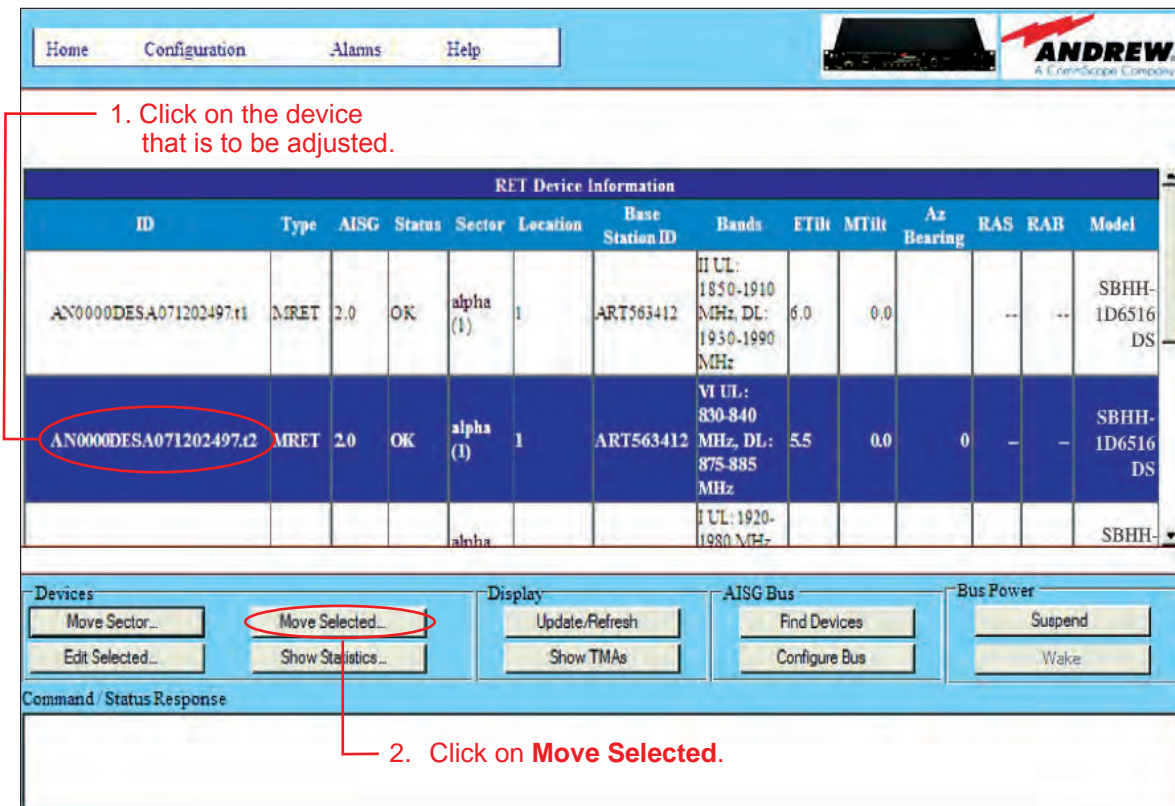 Home Configuration Alarms Help
ANDREW.
A CommScope Company
1. Click on the device
that is to be adjusted.
RET Device Information
ID Type AISG Status Sector Location Base Station ID Bands ETilt MTilt Az Bearing RAS RAB Model
AN0000DESA071202497.t1 MRET 2.0 OK alpha (1) 1 ART563412 II UL: 1850-1910 MHz, DL: 1930-1990 MHz 6.0 0.0 -- -- SBHH-1D6516 DS
AN0000DESA071202497.t2 MRET 2.0 OK alpha (1) 1 ART563412 VI UL: 830-840 MHz, DL: 875-885 MHz 5.5 0.0 0 -- -- SBHH-1D6516 DS
alpha I UL: 1920-1980 MHz SBHH-
Devices Display AISG Bus Bus Power
Move Sector... Move Selected... Update/Refresh Find Devices Suspend
Edit Selected... Show Statistics... Show TMAs Configure Bus Wake
Command / Status Response
2. Click on Move Selected.